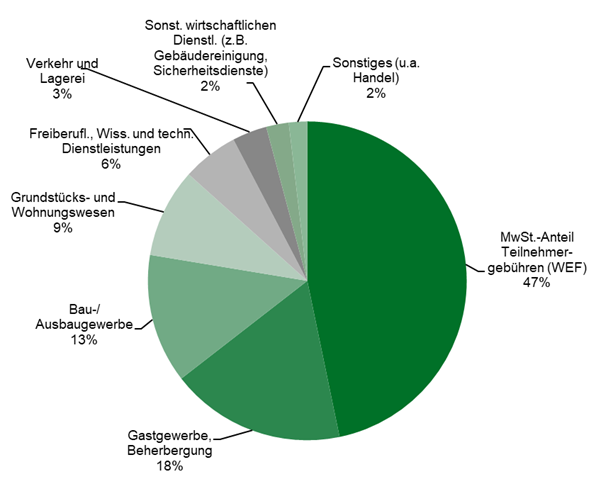 Sonst. wirtschaftlichen
Dienstl. (z.B.
Gebäudereinigung,
Sicherheitsdienste)
2%
Sonstiges (u.a.
Handel)
2%
Verkehr und
Lagerei
3%
Freiberufl., Wiss. und techn.
Dienstleistungen
6%
Grundstücks- und
Wohnungswesen
9%
MwSt.-Anteil
Teilnehmer-
gebühren (WEF)
47%
Bau-/
Ausbaugewerbe
13%
Gastgewerbe,
Beherbergung
18%